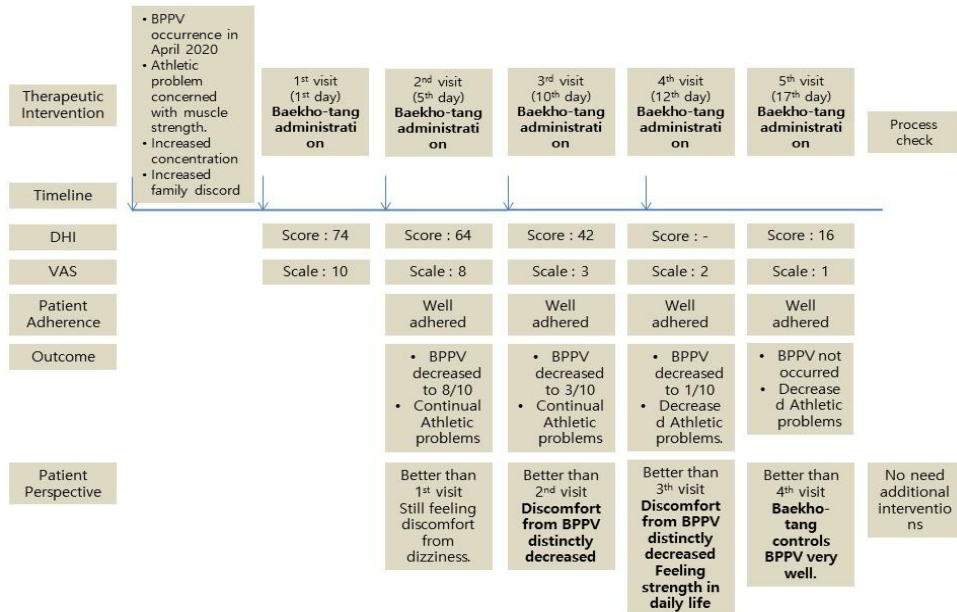 • BPPV
occurrence in
April 2020
• Athletic
problem
concerned
with muscle
strength.
• Increased
concentration
• Increased
family discord
Therapeutic
Intervention
1st visit
(1st day)
Baekho-tang
administrati
on
2nd visit
(5th day)
Baekho-tang
administrati
on
3rd visit
(10th day)
Baekho-tang
administrati
on
4th visit
(12th day)
Baekho-tang
administrati
on
5th visit
(17th day)
Baekho-tang
administrati
on
Process
check
Timeline
DHI
Score : 74
Score : 64
Score : 42
Score : -
Score : 16
VAS
Scale : 10
Scale : 8
Scale : 3
Scale : 2
Scale : 1
Patient
Adherence
Well
adhered
Well
adhered
Well
adhered
Well
adhered
Outcome
• BPPV
decreased
to 8/10
• Continual
Athletic
problems
• BPPV
decreased
to 3/10
• Continual
Athletic
problems
• BPPV
decreased
to 1/10
• Decrease
d Athletic
problems.
• BPPV not
occurred
• Decrease
d Athletic
problems
Patient
Perspective
Better than
1st visit
Still feeling
discomfort
from
dizziness.
Better than
2nd visit
Discomfort
from BPPV
distinctly
decreased
Better than
3th visit
Discomfort
from BPPV
distinctly
decreased
Feeling
strength in
daily life
Better than
4th visit
Baekho-
tang
controls
BPPV very
well.
No need
additional
interventio
ns